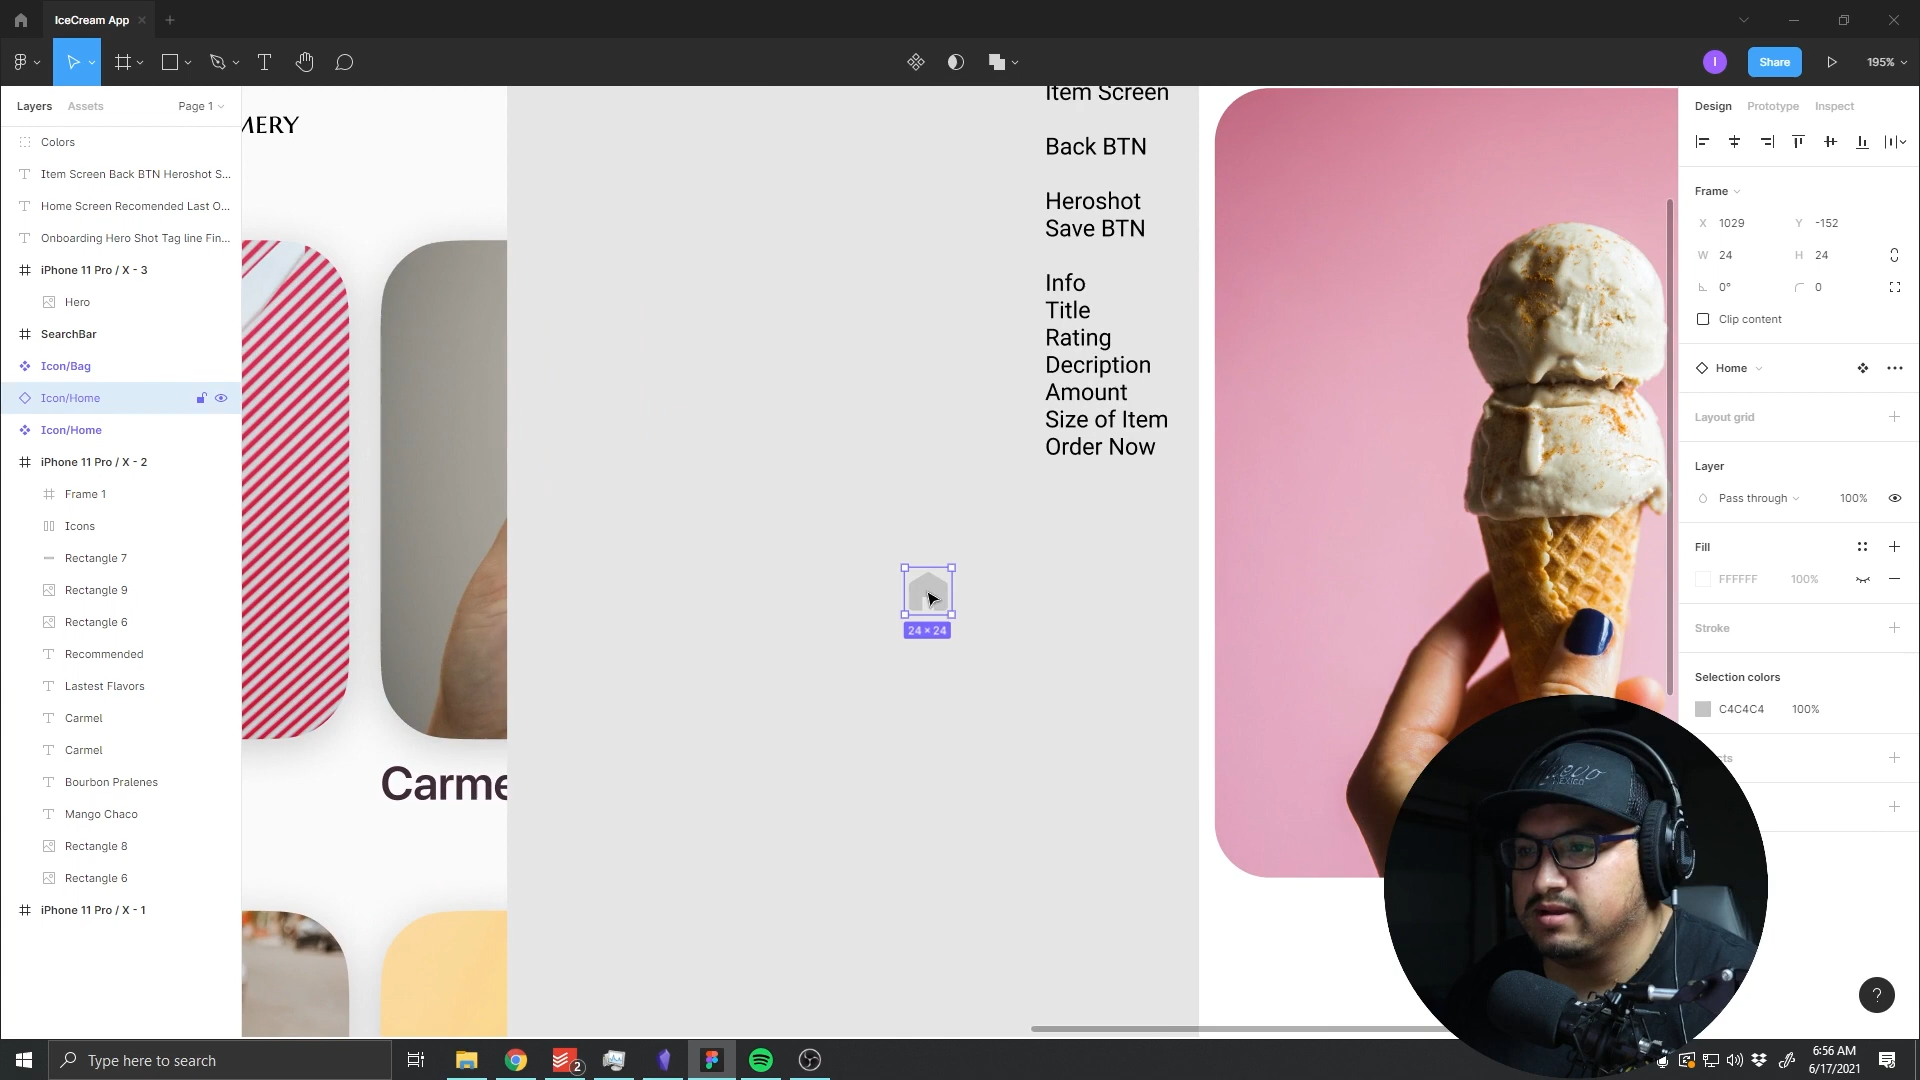 IceCream App
I
Share
195%
Layers
Assets
Page 1
Colors
Item Screen Back BTN Heroshot S...
Home Screen Recomended Last O...
Onboarding Hero Shot Tag line Fin...
iPhone 11 Pro / X - 3
Hero
SearchBar
Icon/Bag
Icon/Home
Icon/Home
iPhone 11 Pro / X - 2
Frame 1
Icons
Rectangle 7
Rectangle 9
Rectangle 6
Recommended
Lastest Flavors
Carmel
Carmel
Bourbon Pralenes
Mango Chaco
Rectangle 8
Rectangle 6
iPhone 11 Pro / X - 1
MERY
Carme
Item Screen
Back BTN
Heroshot
Save BTN
Info
Title
Rating
Decription
Amount
Size of Item
Order Now
24 × 24
Design
Prototype
Inspect
Frame
X 1029
Y -152
W 24
H 24
0°
0
Clip content
Home
Layout grid
Layer
Pass through
100%
Fill
FFFFFF
100%
Stroke
Selection colors
C4C4C4
100%
cts
Nuevo
MEXICO
?
Type here to search
2
6:56 AM
6/17/2021